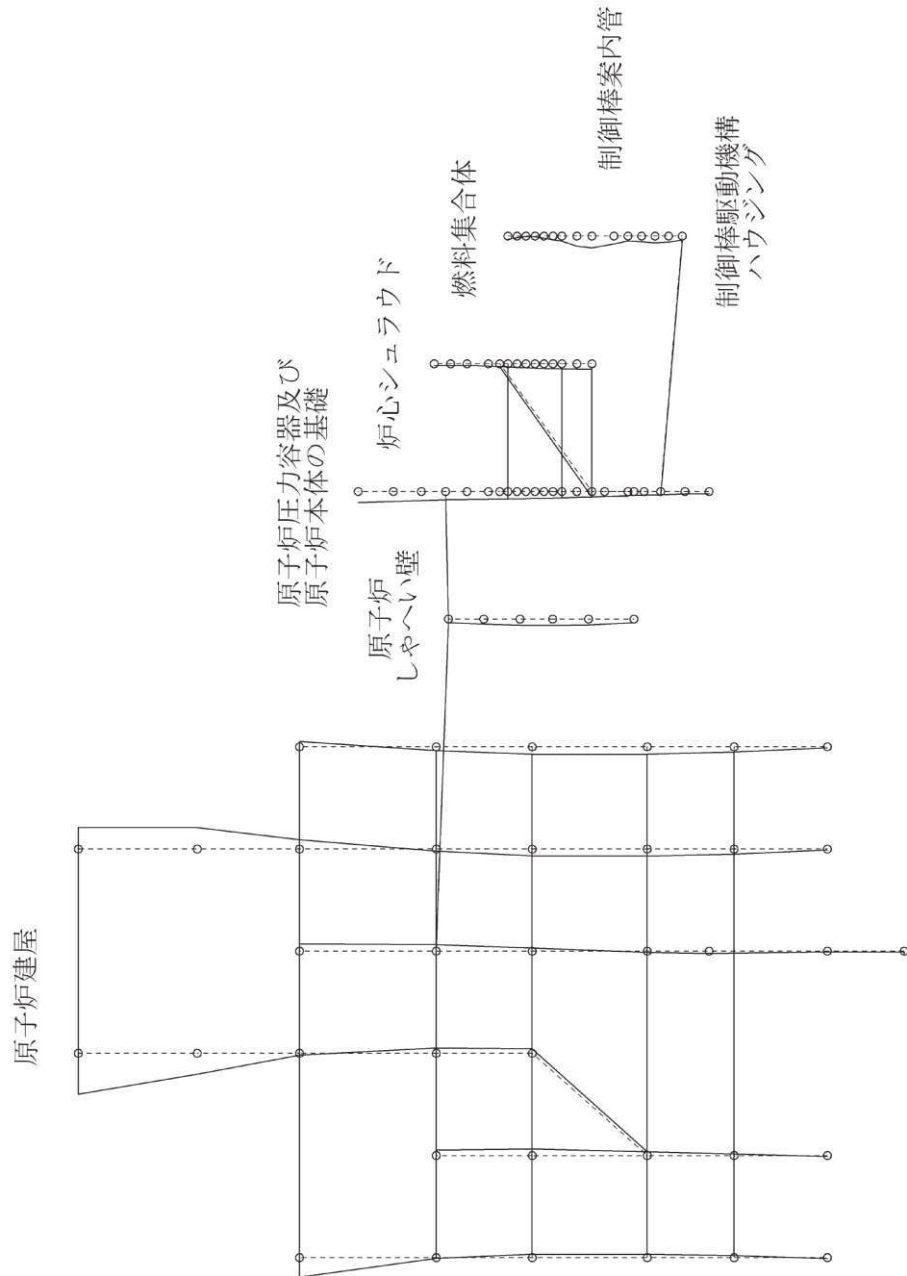 原子炉建屋
原子炉
しゃへい壁
原子炉圧力容器及び
原子炉本体の基礎
炉心シュラウド
燃料集合体
制御棒案内管
制御棒駆動機構
ハウジング